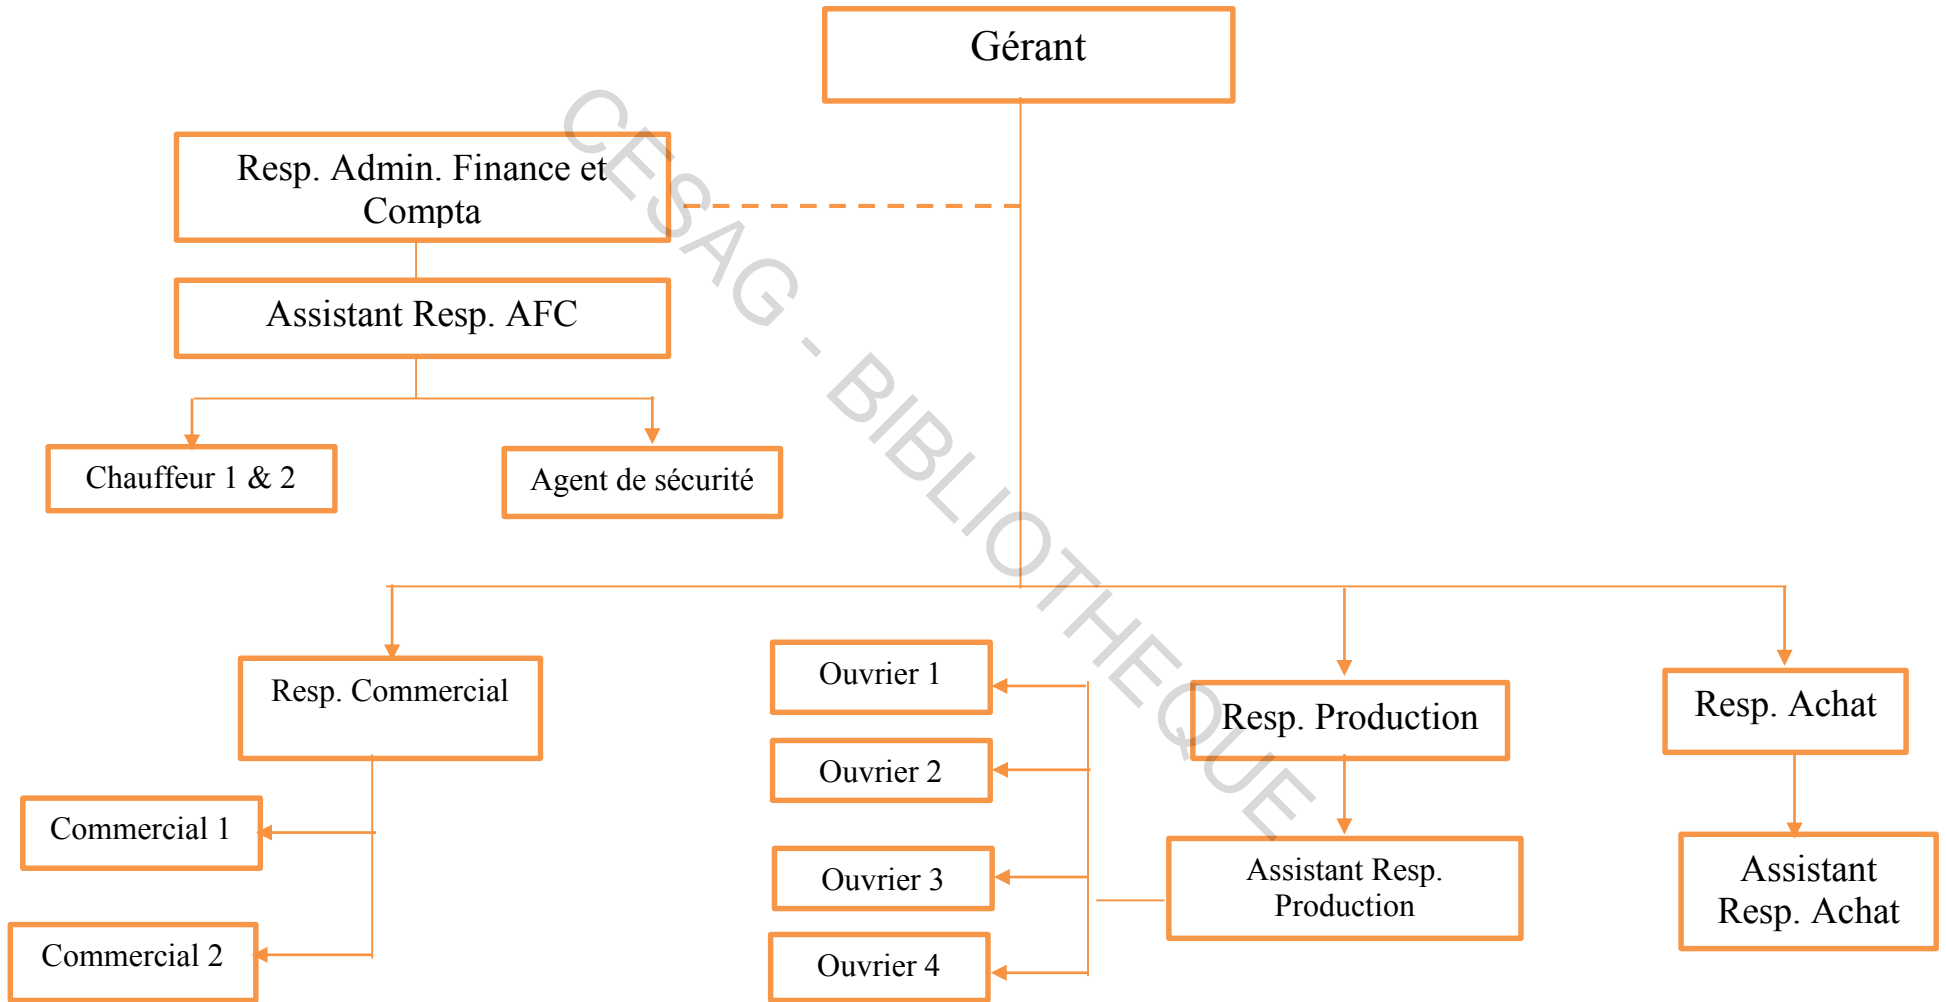 Gérant
Resp. Admin. Finance et
Compta
Assistant Resp. AFC
Chauffeur 1 & 2
Agent de sécurité
Resp. Commercial
Commercial 1
Commercial 2
Ouvrier 1
Ouvrier 2
Ouvrier 3
Ouvrier 4
Resp. Production
Assistant Resp.
Production
Resp. Achat
Assistant
Resp. Achat
CESAG - BIBLIOTHEQUE